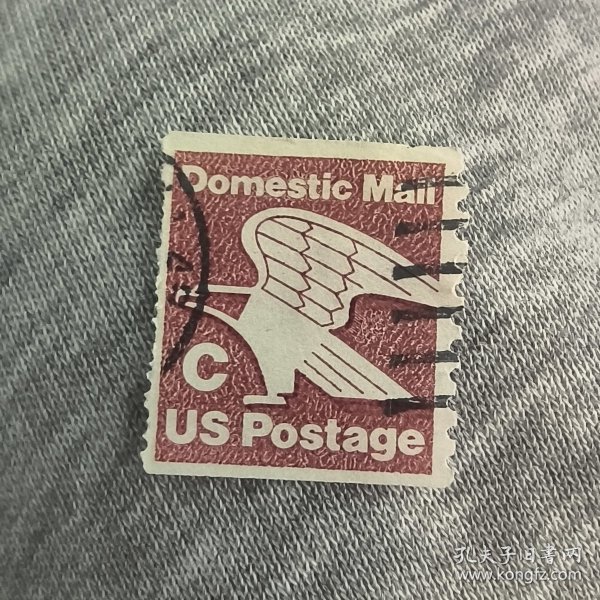 Domestic Mail
C
US Postage
孔夫子旧书网
www.kongfz.com